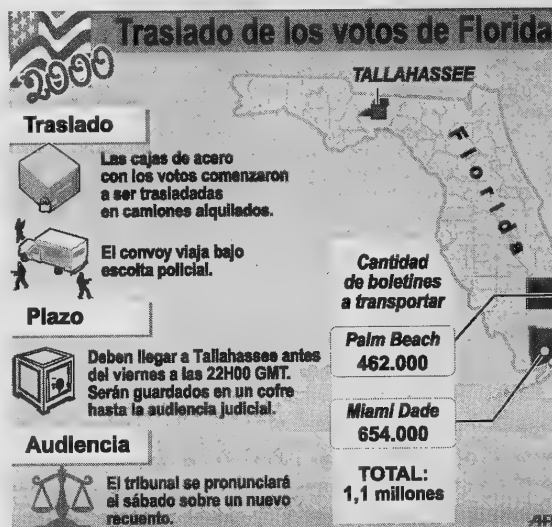 2000
Traslado de los votos de Florida
TALLAHASSEE
Florida
Traslado
Las cajas de acero
con los votos comenzaron
a ser trasladadas
en camiones alquilados.
El convoy viaja bajo
escolta policial.
Plazo
Deben llegar a Tallahassee antes
del viernes a las 22H00 GMT.
Serán guardados en un cofre
hasta la audiencia judicial.
Audiencia
El tribunal se pronunciará
el sábado sobre un nuevo
recuento.
Cantidad
de boletines
a transportar
Palm Beach
462.000
Miami Dade
654.000
TOTAL:
1,1 millones